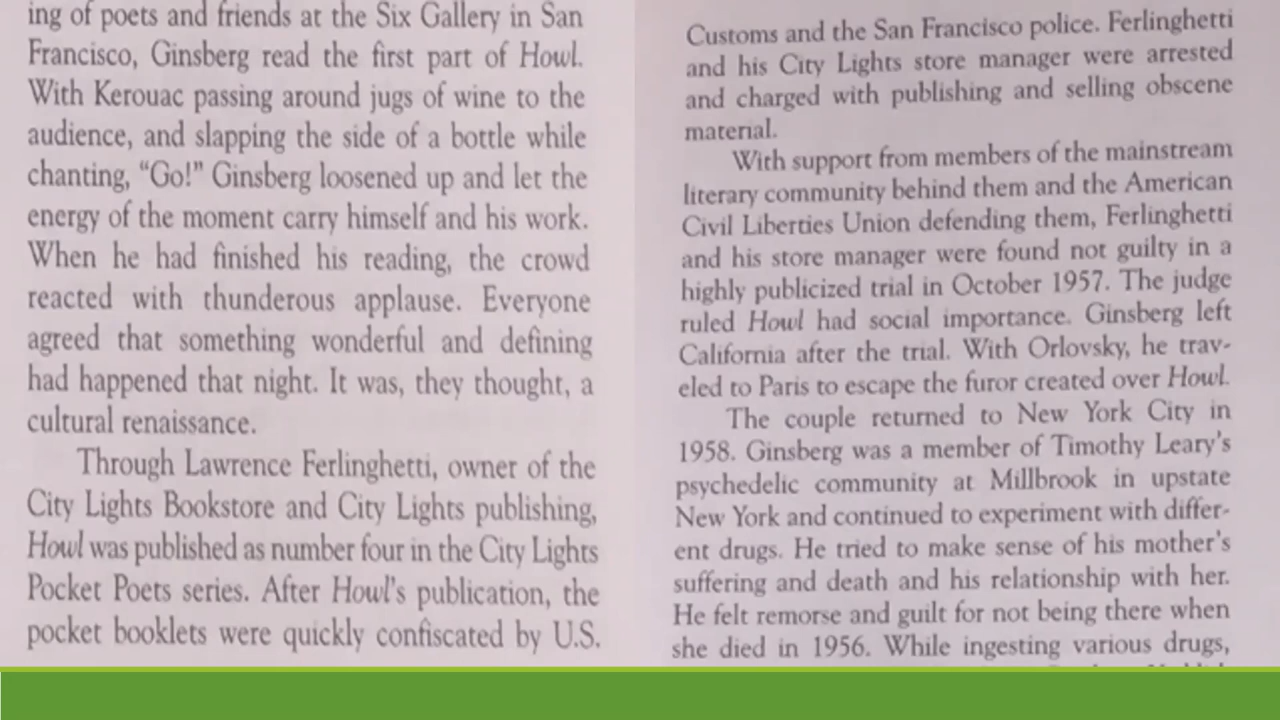 ing of poets and friends at the Six Gallery in San
Francisco, Ginsberg read the first part of Howl.
With Kerouac passing around jugs of wine to the
audience, and slapping the side of a bottle while
chanting, “Go!” Ginsberg loosened up and let the
energy of the moment carry himself and his work.
When he had finished his reading, the crowd
reacted with thunderous applause. Everyone
agreed that something wonderful and defining
had happened that night. It was, they thought, a
cultural renaissance.
Through Lawrence Ferlinghetti, owner of the
City Lights Bookstore and City Lights publishing,
Howl was published as number four in the City Lights
Pocket Poets series. After Howl's publication, the
pocket booklets were quickly confiscated by U.S.
Customs and the San Francisco police. Ferlinghetti
and his City Lights store manager were arrested
and charged with publishing and selling obscene
material.
With support from members of the mainstream
literary community behind them and the American
Civil Liberties Union defending them, Ferlinghetti
and his store manager were found not guilty in a
highly publicized trial in October 1957. The judge
ruled Howl had social importance. Ginsberg left
California after the trial. With Orlovsky, he trav-
eled to Paris to escape the furor created over Howl.
The couple returned to New York City in
1958. Ginsberg was a member of Timothy Leary's
psychedelic community at Millbrook in upstate
New York and continued to experiment with differ-
ent drugs. He tried to make sense of his mother's
suffering and death and his relationship with her.
He felt remorse and guilt for not being there when
she died in 1956. While ingesting various drugs,